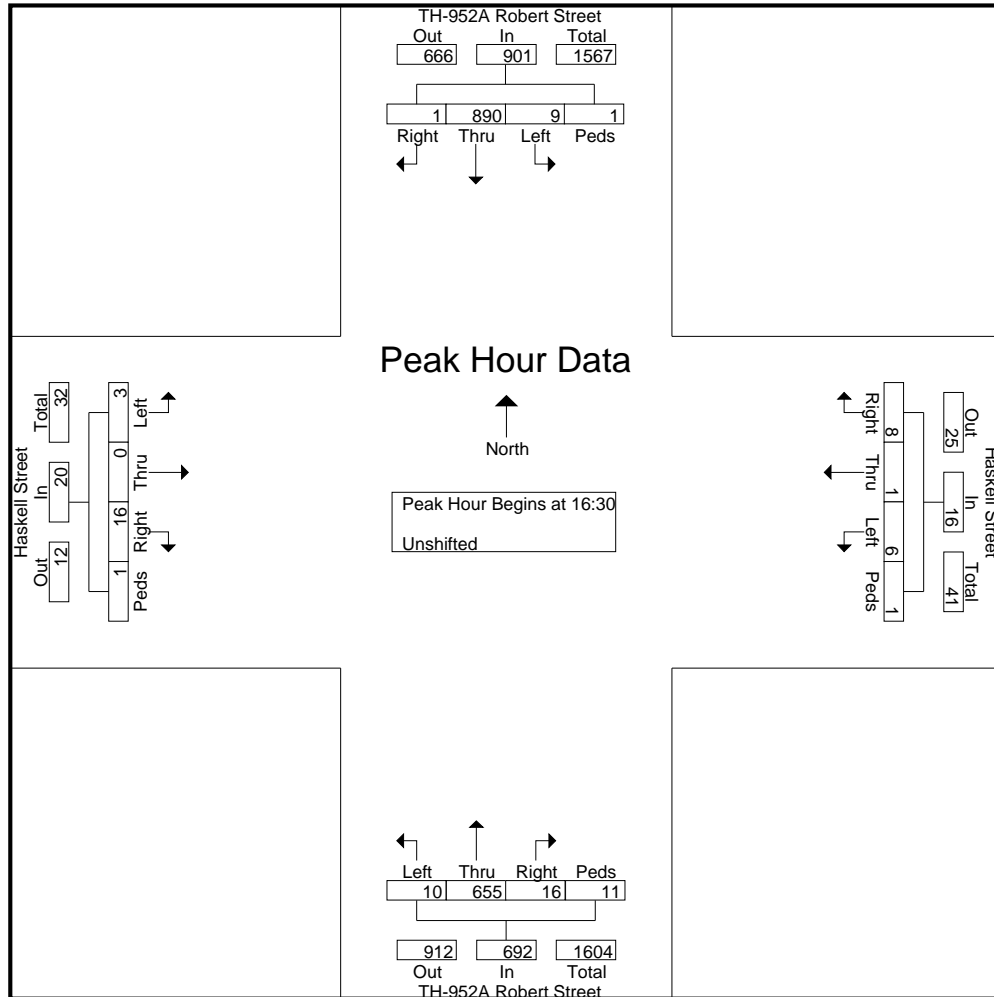 TH-952A Robert Street
Out In Total
666 901 1567
1 890 9 1
Right Thru Left Peds
Peak Hour Data
North
Peak Hour Begins at 16:30
Unshifted
Haskell Street
Total In Out
32 20 12
3 0 16 1
Left Thru Right Peds
Haskell Street
Out In Total
25 16 41
8 1 6 1
Right Thru Left Peds
Left Thru Right Peds
10 655 16 11
912 692 1604
Out In Total
TH-952A Robert Street